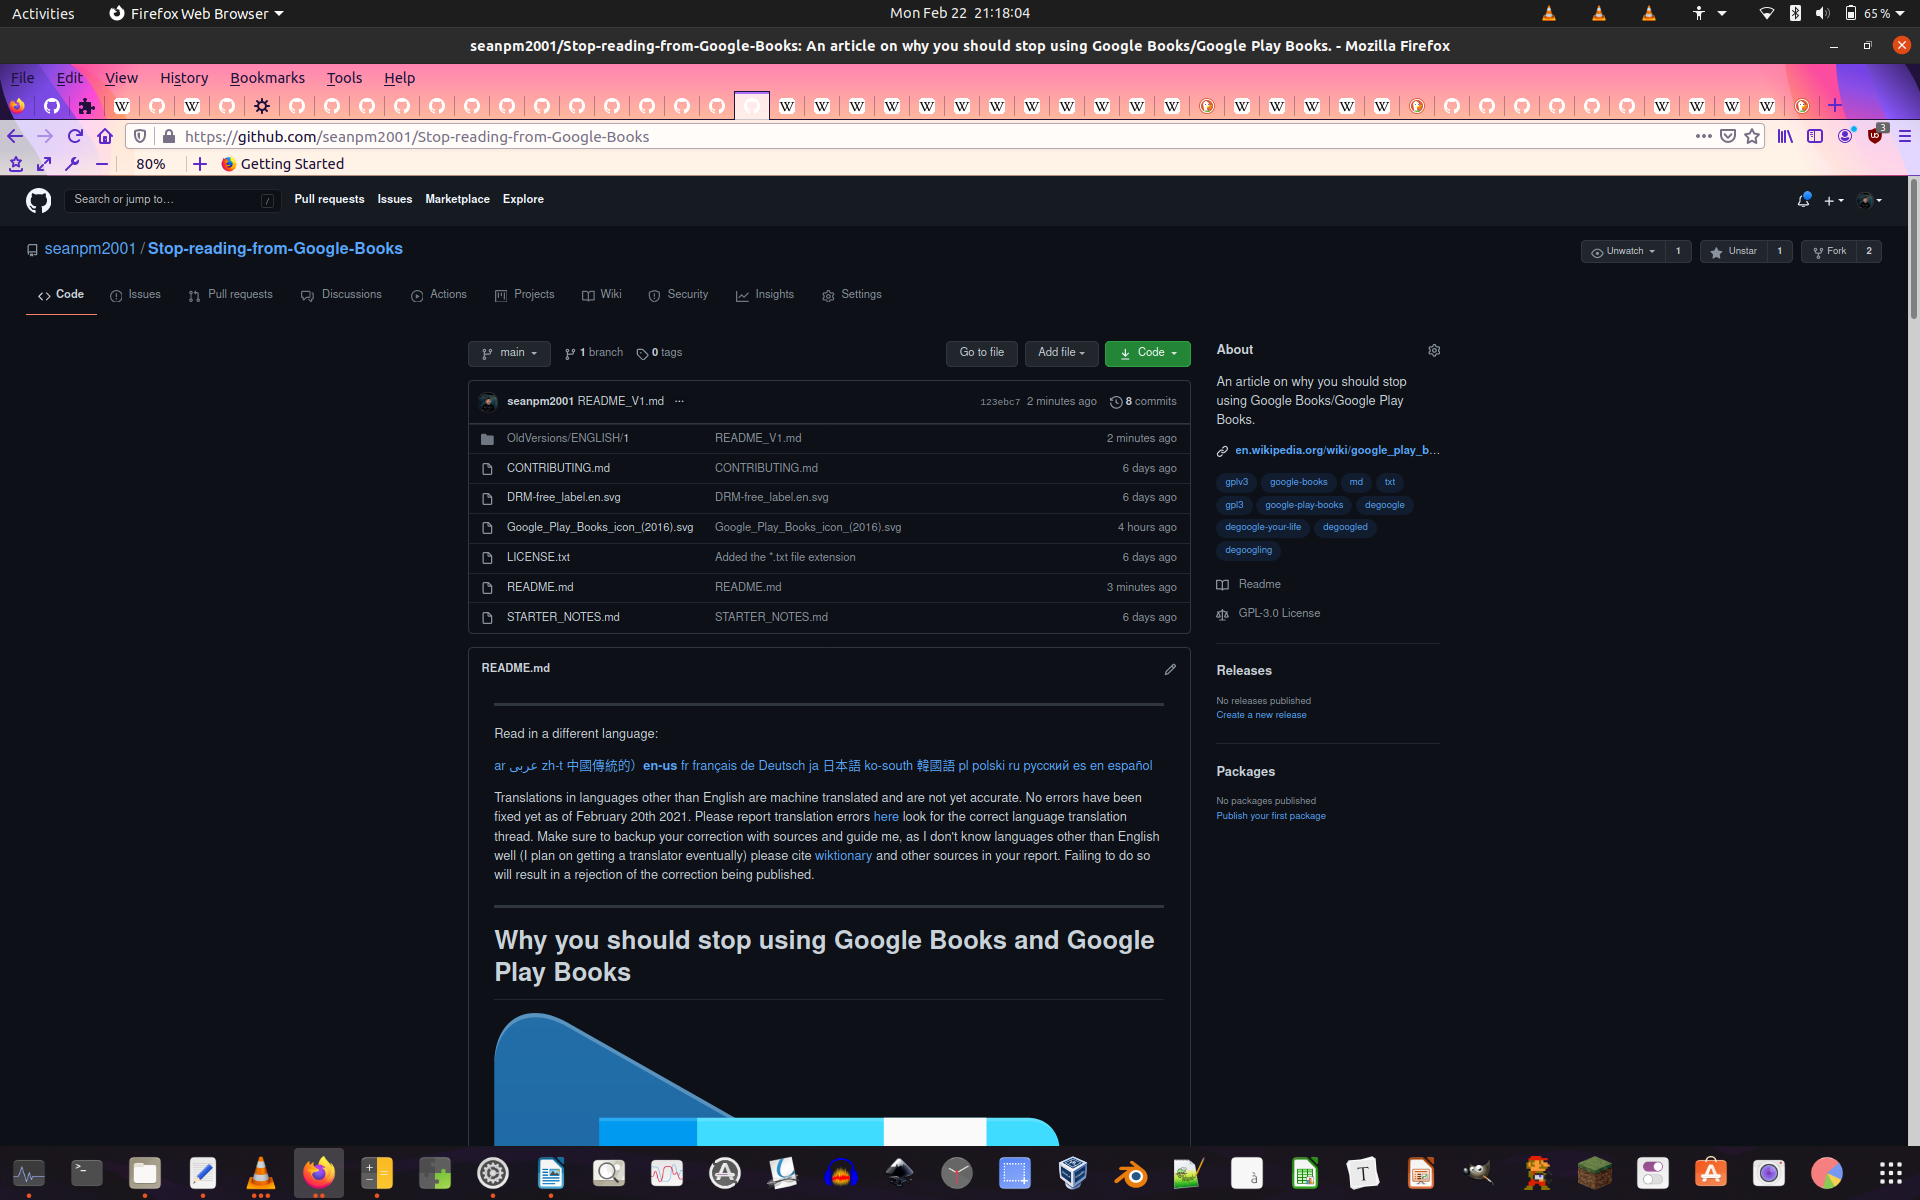 Activities Firefox Web Browser Mon Feb 22 21:18:04 65 %
seanpm2001/Stop-reading-from-Google-Books: An article on why you should stop using Google Books/Google Play Books. - Mozilla Firefox
File Edit View History Bookmarks Tools Help
https://github.com/seanpm2001/Stop-reading-from-Google-Books 3
80% Getting Started
Search or jump to… / Pull requests Issues Marketplace Explore
seanpm2001 / Stop-reading-from-Google-Books Unwatch 1 Unstar 1 Fork 2
Code Issues Pull requests Discussions Actions Projects Wiki Security Insights Settings
main 1 branch 0 tags Go to file Add file Code
seanpm2001 README_V1.md ... 123ebc7 2 minutes ago 8 commits
OldVersions/ENGLISH/1 README_V1.md 2 minutes ago
CONTRIBUTING.md CONTRIBUTING.md 6 days ago
DRM-free_label.en.svg DRM-free_label.en.svg 6 days ago
Google_Play_Books_icon_(2016).svg Google_Play_Books_icon_(2016).svg 4 hours ago
LICENSE.txt Added the *.txt file extension 6 days ago
README.md README.md 3 minutes ago
STARTER_NOTES.md STARTER_NOTES.md 6 days ago
README.md
Read in a different language:
ar عربى zh-t 中國傳統的）en-us fr français de Deutsch ja 日本語 ko-south 韓國語 pl polski ru русский es en español
Translations in languages other than English are machine translated and are not yet accurate. No errors have been
fixed yet as of February 20th 2021. Please report translation errors here look for the correct language translation
thread. Make sure to backup your correction with sources and guide me, as I don't know languages other than English
well (I plan on getting a translator eventually) please cite wiktionary and other sources in your report. Failing to do so
will result in a rejection of the correction being published.
Why you should stop using Google Books and Google
Play Books
About
An article on why you should stop
using Google Books/Google Play
Books.
en.wikipedia.org/wiki/google_play_b…
gplv3 google-books md txt
gpl3 google-play-books degoogle
degoogle-your-life degoogled
degoogling
Readme
GPL-3.0 License
Releases
No releases published
Create a new release
Packages
No packages published
Publish your first package